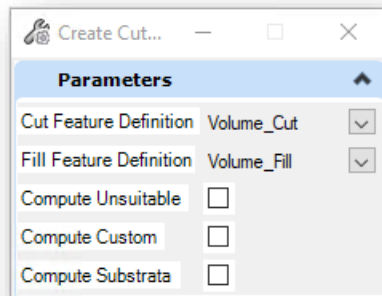 Create Cut...
Parameters
Cut Feature Definition Volume_Cut
Fill Feature Definition Volume_Fill
Compute Unsuitable
Compute Custom
Compute Substrata